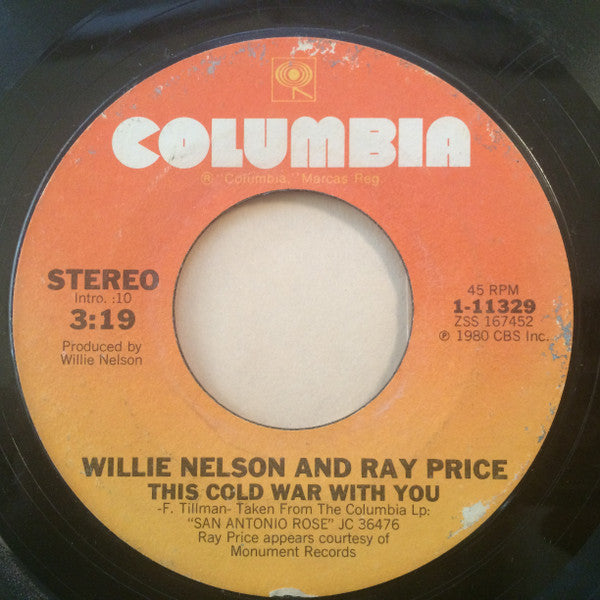 COLUMBIA
® "Columbia," Marcas Reg.
STEREO
Intro. :10
3:19
Produced by
Willie Nelson
45 RPM
1-11329
ZSS 167452
℗ 1980 CBS Inc.
WILLIE NELSON AND RAY PRICE
THIS COLD WAR WITH YOU
-F. Tillman- Taken From The Columbia Lp:
"SAN ANTONIO ROSE" JC 36476
Ray Price appears courtesy of
Monument Records